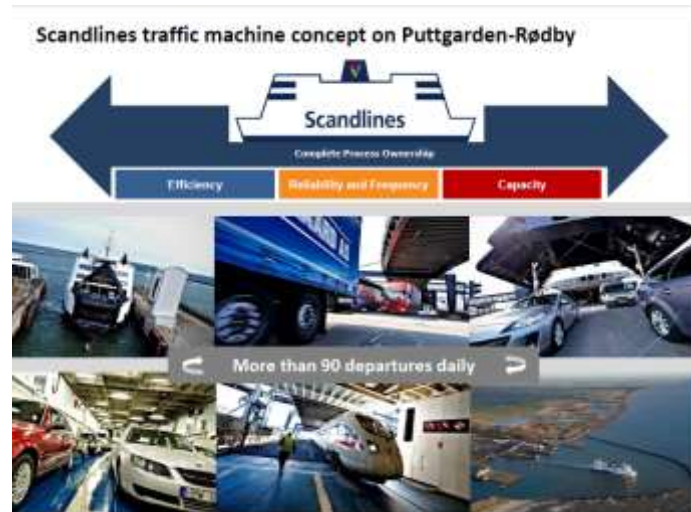 Scandlines traffic machine concept on Puttgarden-Rødby
Scandlines
Complete Process Ownership
Efficiency
Reliability and Frequency
Capacity
More than 90 departures daily